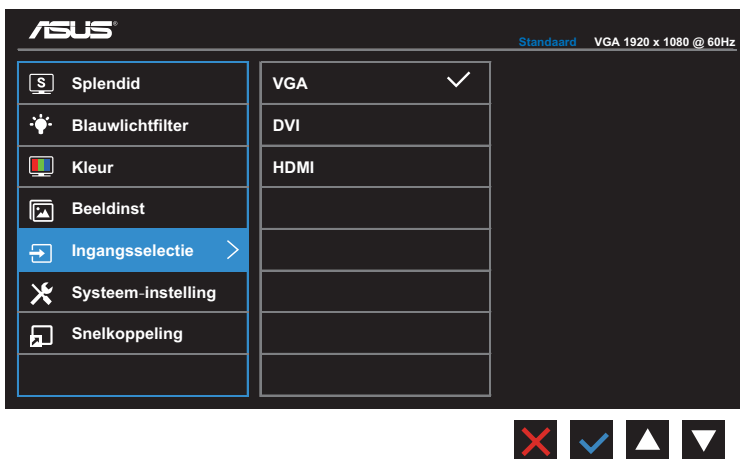 ASUS®
Standaard VGA 1920 x 1080 @ 60Hz
S Splendid
Blauwlichtfilter
Kleur
Beeldinst
Ingangsselectie
Systeem-instelling
Snelkoppeling
VGA
DVI
HDMI